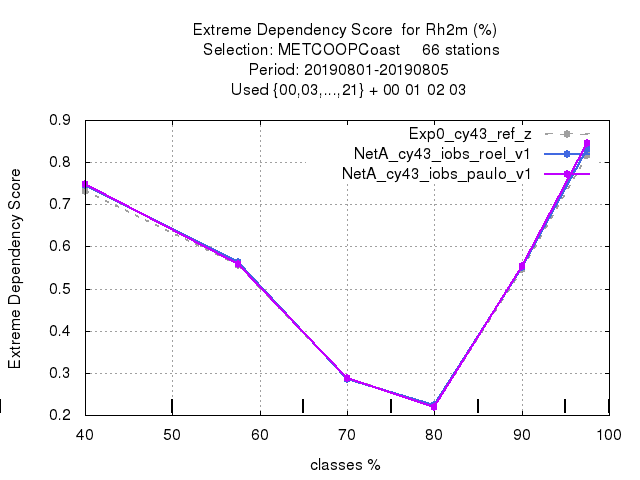 Extreme Dependency Score  for Rh2m (%)
Selection: METCOOPCoast     66 stations
Period: 20190801-20190805
Used {00,03,...,21} + 00 01 02 03
Exp0_cy43_ref_z
NetA_cy43_iobs_roel_v1
NetA_cy43_iobs_paulo_v1
Extreme Dependency Score
0.9
0.8
0.7
0.6
0.5
0.4
0.3
0.2
40 50 60 70 80 90 100
classes %